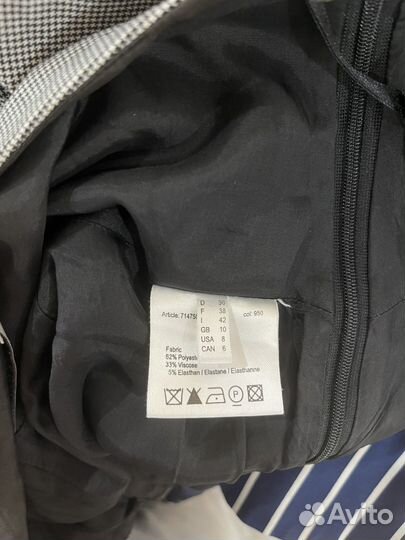 D 36
F 38
I 42
GB 10
USA 8
CAN 6
Article: 71475
col: 950
Fabric
62% Polyest
33% Viscose
5% Elasthan / Elastane / Elasthanne
P
Avito